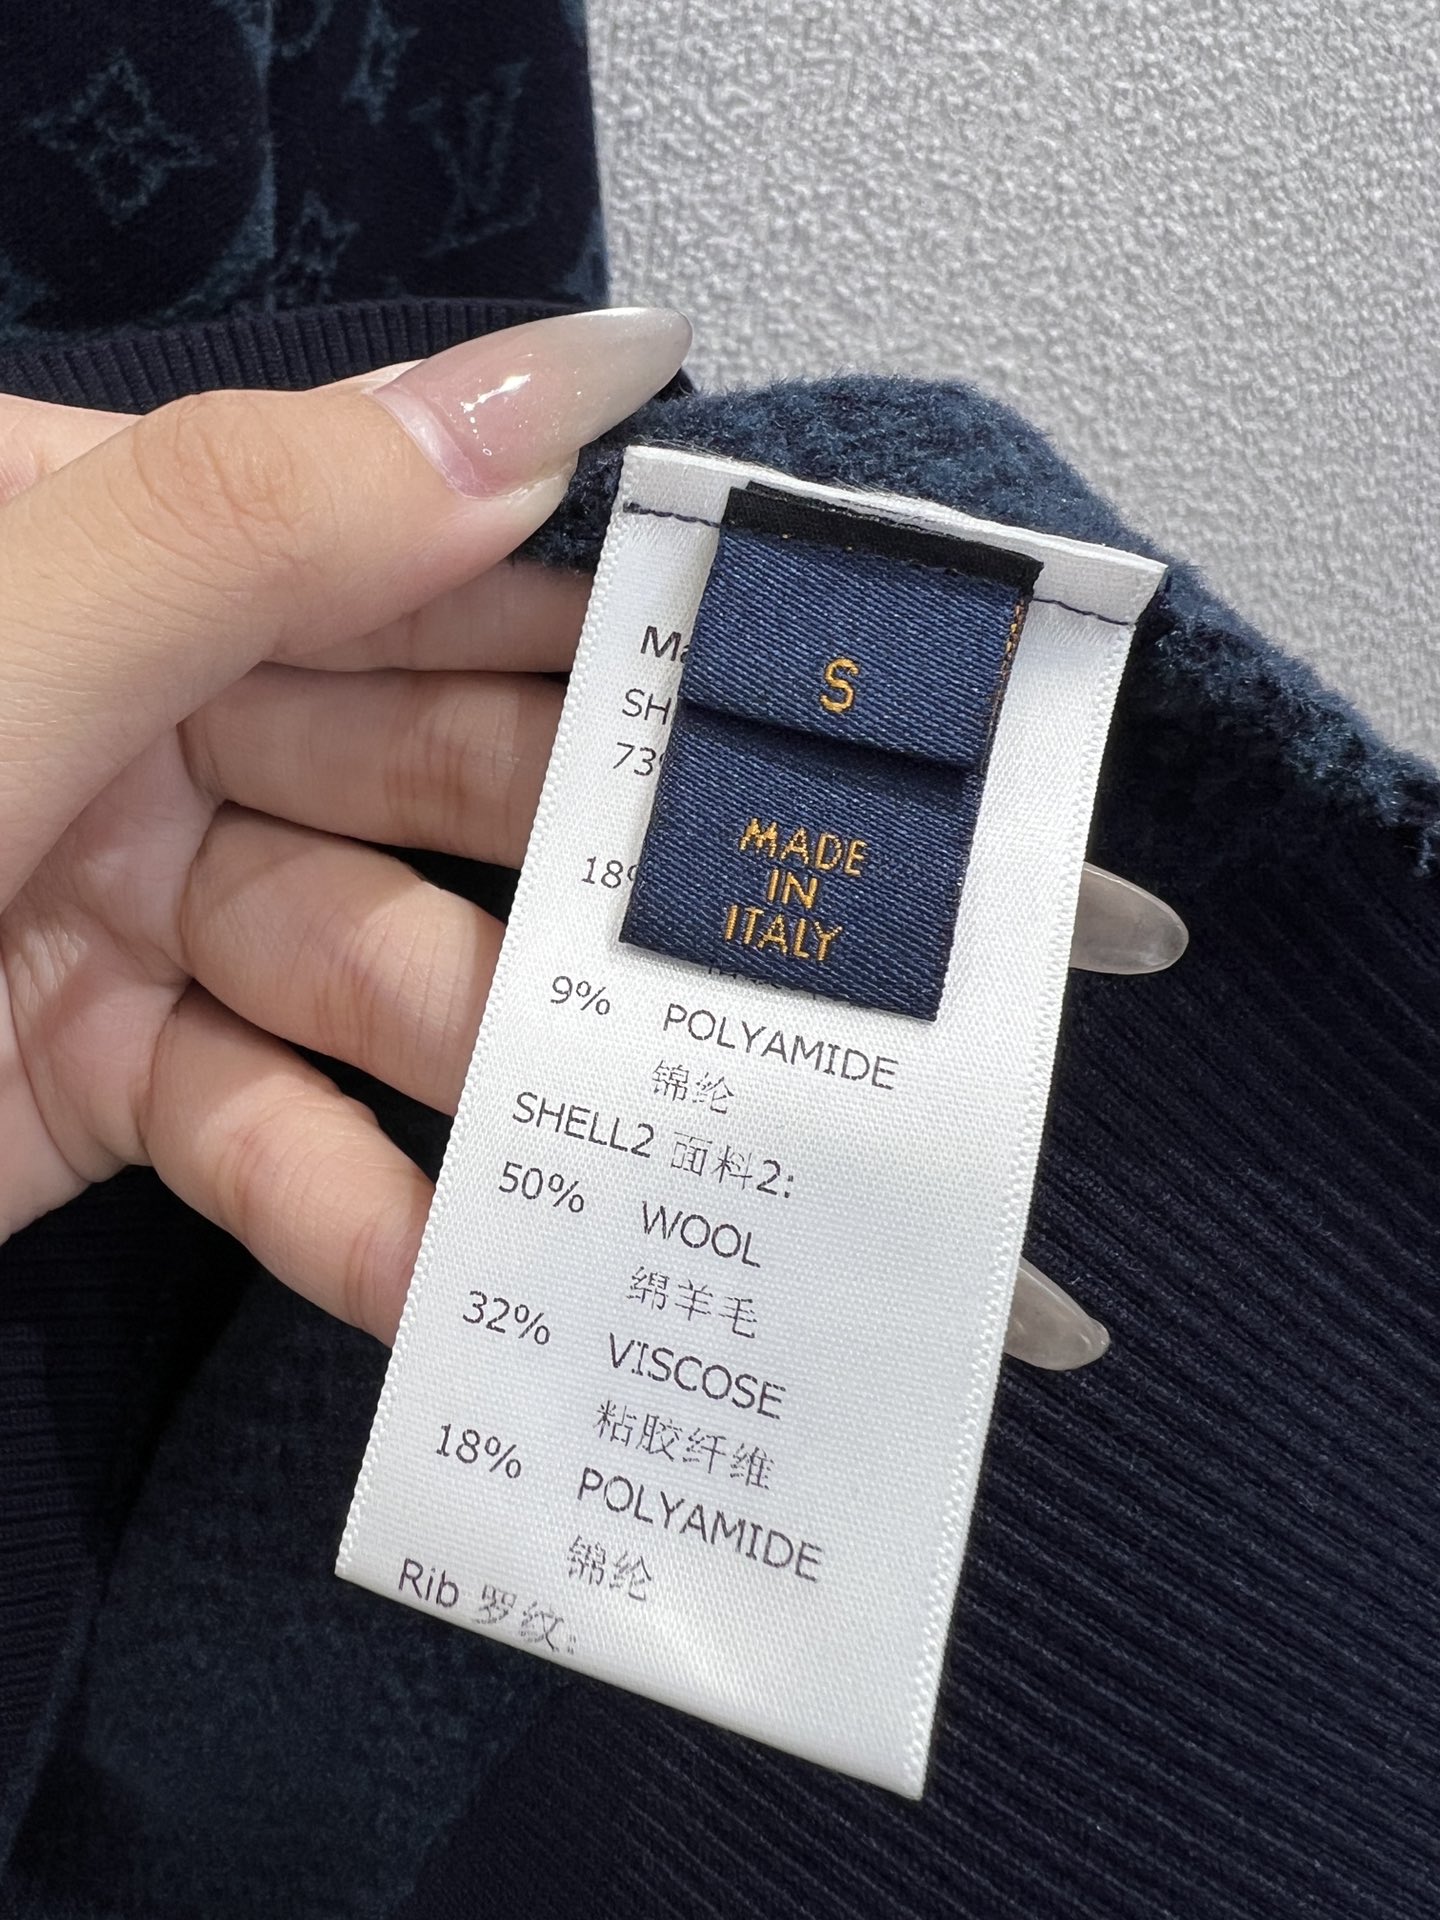 LV
S
MADE
IN
ITALY
9% POLYAMIDE
锦纶
SHELL2 面料2:
50% WOOL
绵羊毛
32% VISCOSE
粘胶纤维
18% POLYAMIDE
锦纶
Rib 罗纹: